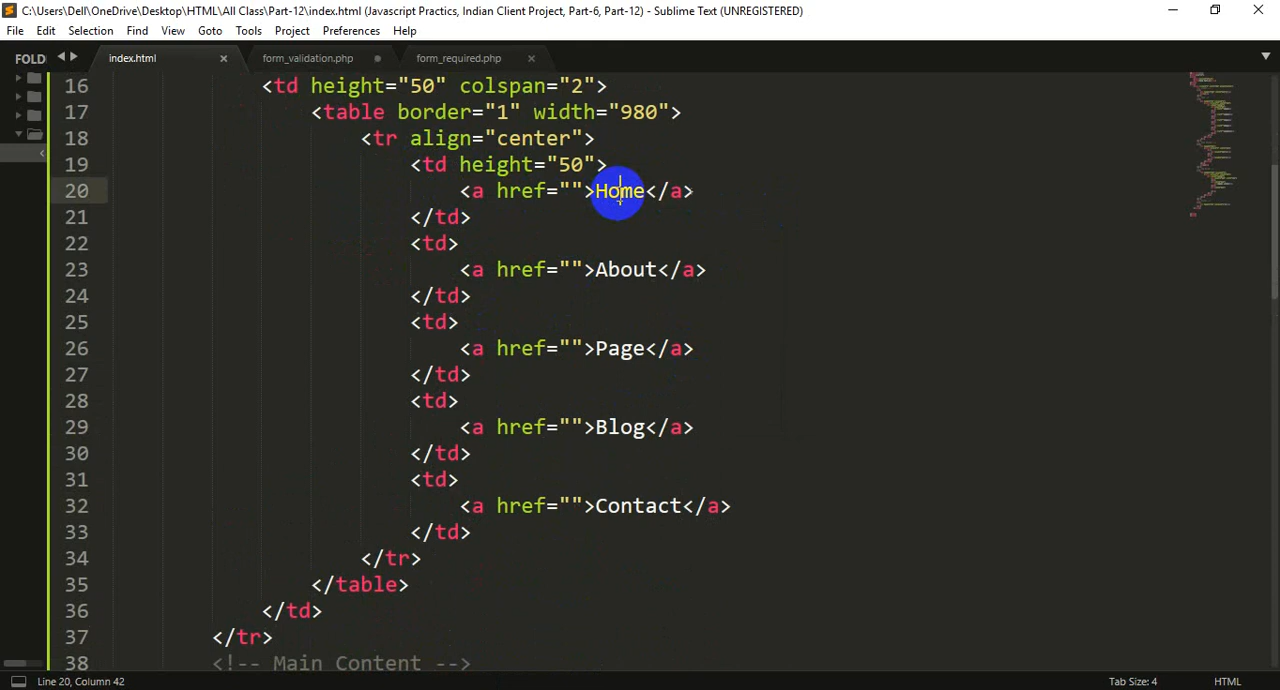 C:\Users\Dell\OneDrive\Desktop\HTML\All Class\Part-12\index.html (Javascript Practics, Indian Client Project, Part-6, Part-12) - Sublime Text (UNREGISTERED)
File Edit Selection Find View Goto Tools Project Preferences Help
FOLD index.html form_validation.php form_required.php
16 <td height="50" colspan="2">
17 <table border="1" width="980">
18 <tr align="center">
19 <td height="50">
20 <a href="">Home</a>
21 </td>
22 <td>
23 <a href="">About</a>
24 </td>
25 <td>
26 <a href="">Page</a>
27 </td>
28 <td>
29 <a href="">Blog</a>
30 </td>
31 <td>
32 <a href="">Contact</a>
33 </td>
34 </tr>
35 </table>
36 </td>
37 </tr>
38 <!-- Main Content -->
Line 20, Column 42 Tab Size: 4 HTML